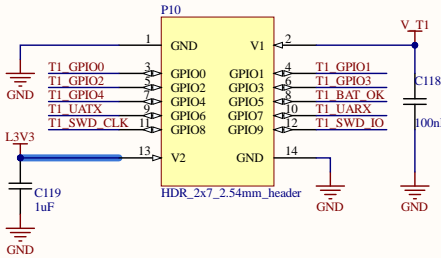 P10
V_T1
1 GND V1 2
T1_GPIO0 3 GPIO0 GPIO1 4 T1_GPIO1
T1_GPIO2 5 GPIO2 GPIO3 6 T1_GPIO3
T1_GPIO4 7 GPIO4 GPIO5 8 T1_BAT_OK
T1_UATX 9 GPIO6 GPIO7 10 T1_UARX
T1_SWD_CLK 11 GPIO8 GPIO9 12 T1_SWD_IO
GND
C118
L3V3
13 V2 GND 14
C119
1uF
HDR_2x7_2.54mm_header
GND
GND
GND